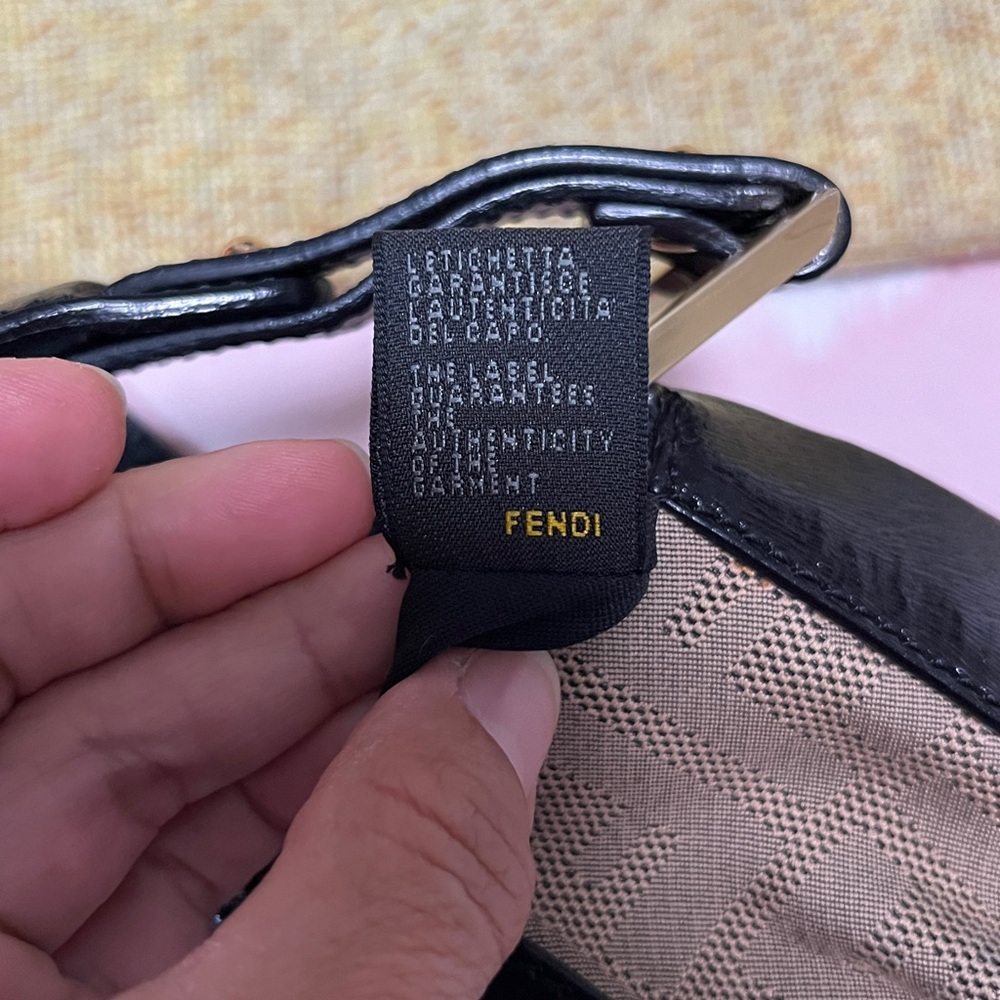 L'ETICHETTA
GARANTISCE
L'AUTENTICITA'
DEL CAPO.
THE LABEL
GUARANTEES
THE
AUTHENTICITY
OF THE
GARMENT
FENDI